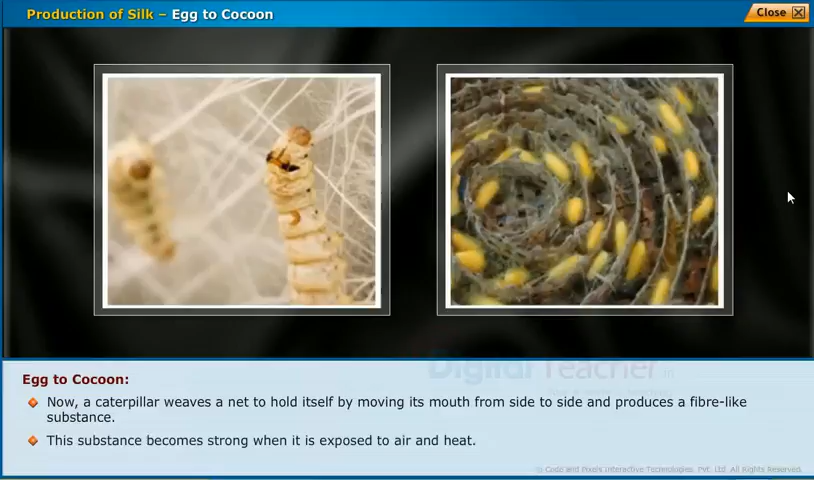 Production of Silk – Egg to Cocoon
Close
Digital Teacher.in
Egg to Cocoon:
Now, a caterpillar weaves a net to hold itself by moving its mouth from side to side and produces a fibre-like
substance.
This substance becomes strong when it is exposed to air and heat.
© Code and Pixels Interactive Technologies. Pvt. Ltd. All Rights Reserved.